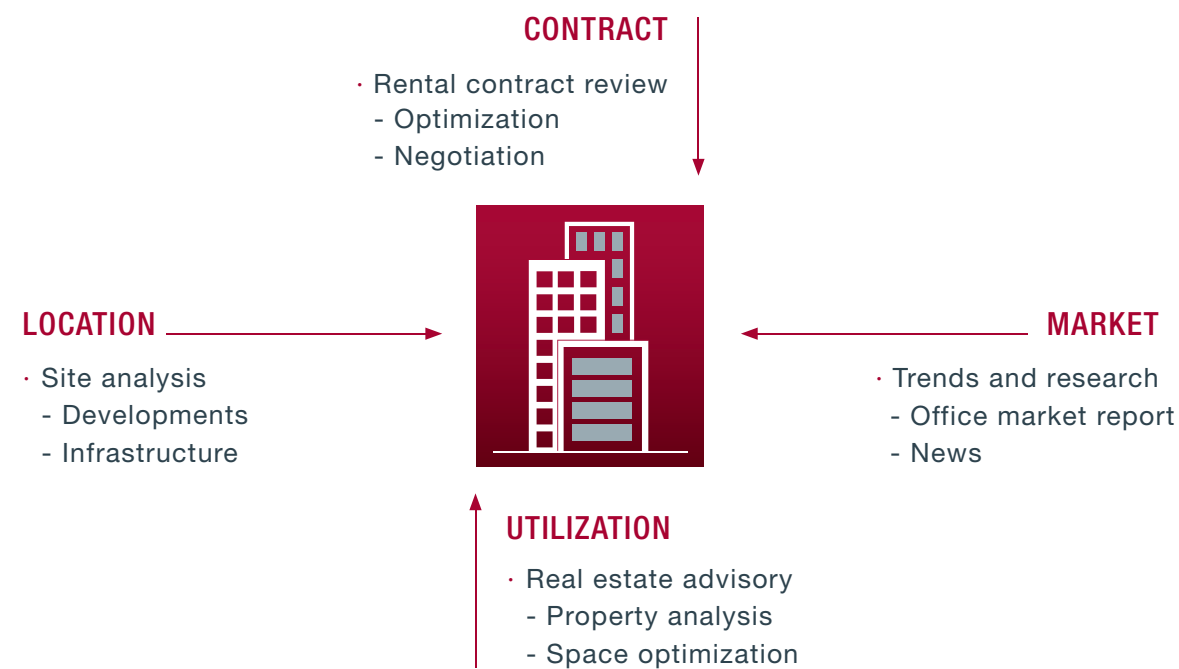 CONTRACT
· Rental contract review
- Optimization
- Negotiation
LOCATION
· Site analysis
- Developments
- Infrastructure
MARKET
· Trends and research
- Office market report
- News
UTILIZATION
· Real estate advisory
- Property analysis
- Space optimization